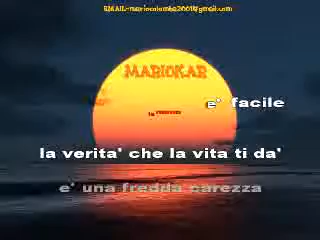 MARIOKAR
e' facile
la verita' che la vita ti da'
e' una fredda carezza